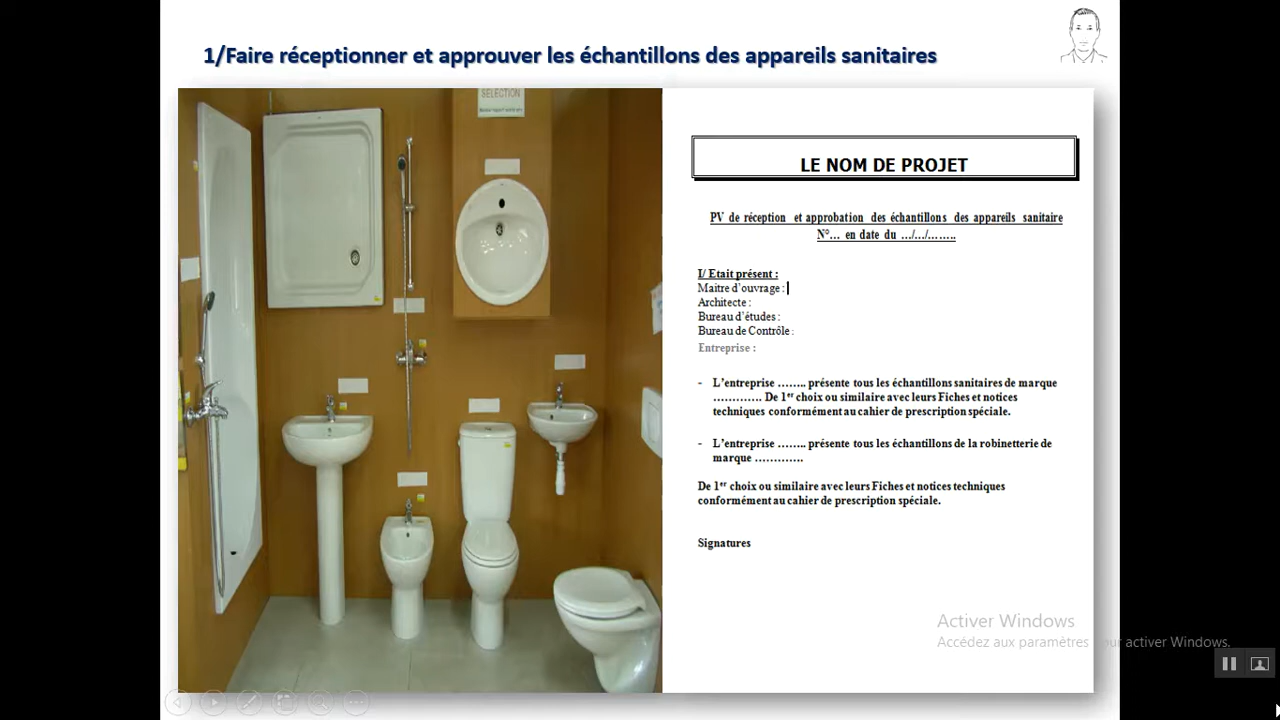 1/Faire réceptionner et approuver les échantillons des appareils sanitaires
SELECTION
LE NOM DE PROJET
PV de réception et approbation des échantillons des appareils sanitaire
N°… en date du …/…/……..
I/ Etait présent :
Maitre d’ouvrage :
Architecte :
Bureau d’études :
Bureau de Contrôle :
Entreprise :
- L’entreprise …….. présente tous les échantillons sanitaires de marque
…………. De 1er choix ou similaire avec leurs Fiches et notices
techniques conformément au cahier de prescription spéciale.
- L’entreprise …….. présente tous les échantillons de la robinetterie de
marque ………….
De 1er choix ou similaire avec leurs Fiches et notices techniques
conformément au cahier de prescription spéciale.
Signatures
Activer Windows
Accédez aux paramètres pour activer Windows.